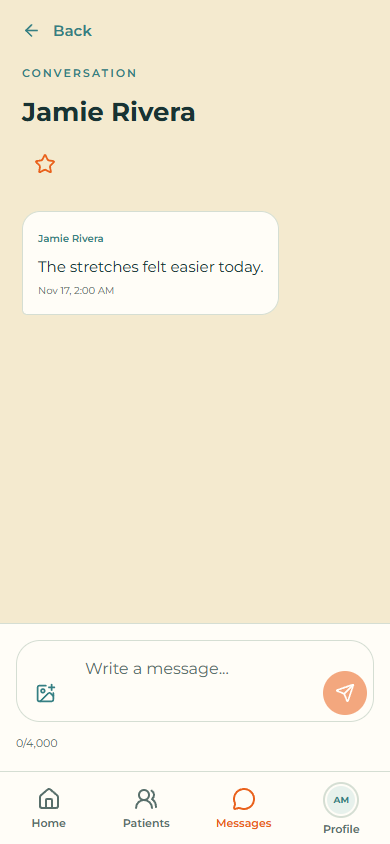 Back
CONVERSATION
Jamie Rivera
Jamie Rivera
The stretches felt easier today.
Nov 17, 2:00 AM
Write a message...
0/4,000
Home
Patients
Messages
AM
Profile